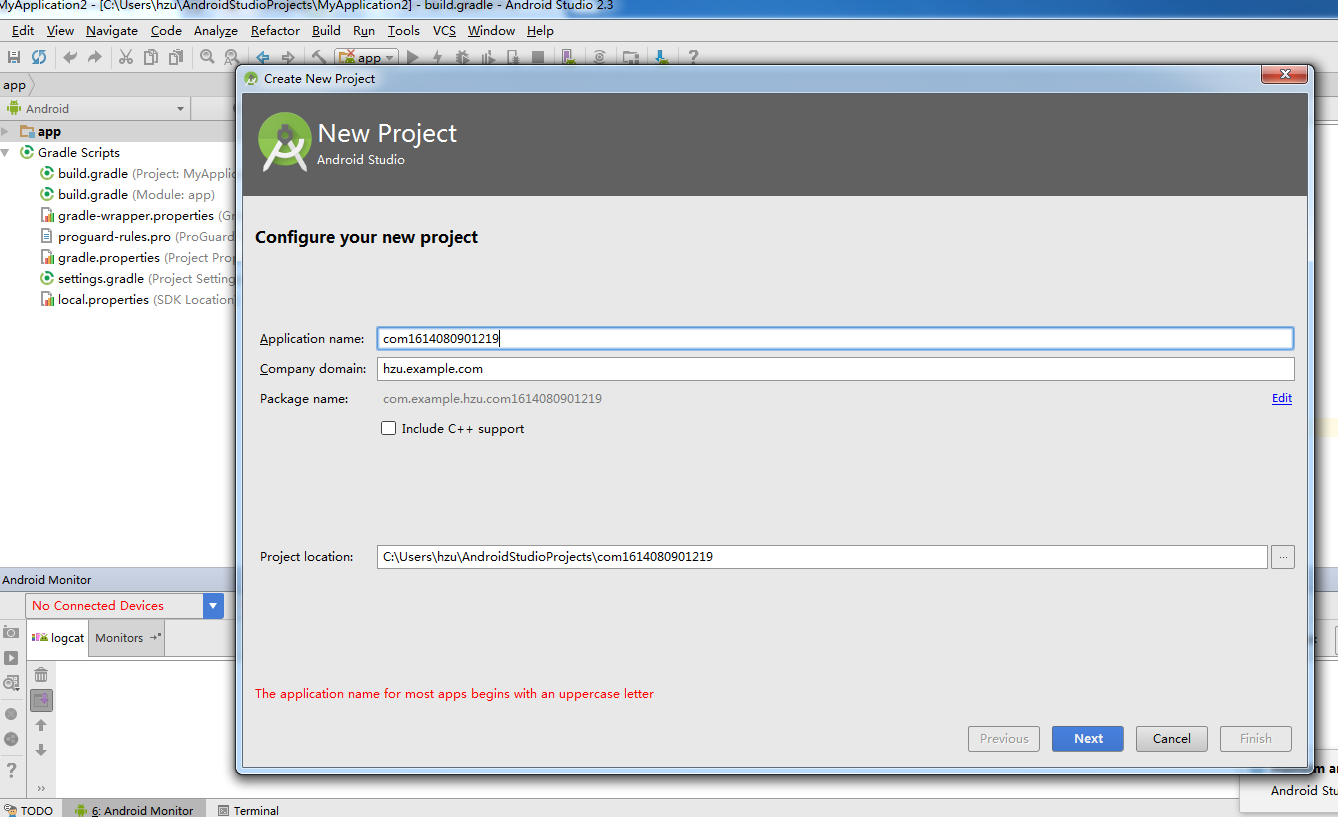 MyApplication2 - [C:\Users\hzu\AndroidStudioProjects\MyApplication2] - build.gradle - Android Studio 2.3
Edit View Navigate Code Analyze Refactor Build Run Tools VCS Window Help
app
app
Create New Project
Android
New Project
Android Studio
app
Gradle Scripts
build.gradle (Project: MyApplic
build.gradle (Module: app)
gradle-wrapper.properties (Gr
proguard-rules.pro (ProGuard
gradle.properties (Project Prop
settings.gradle (Project Setting
local.properties (SDK Location
Configure your new project
Application name: com1614080901219
Company domain: hzu.example.com
Package name: com.example.hzu.com1614080901219 Edit
Include C++ support
Project location: C:\Users\hzu\AndroidStudioProjects\com1614080901219 ...
Android Monitor
No Connected Devices
logcat Monitors
The application name for most apps begins with an uppercase letter
Previous Next Cancel Finish
Android Stu
TODO 6: Android Monitor Terminal